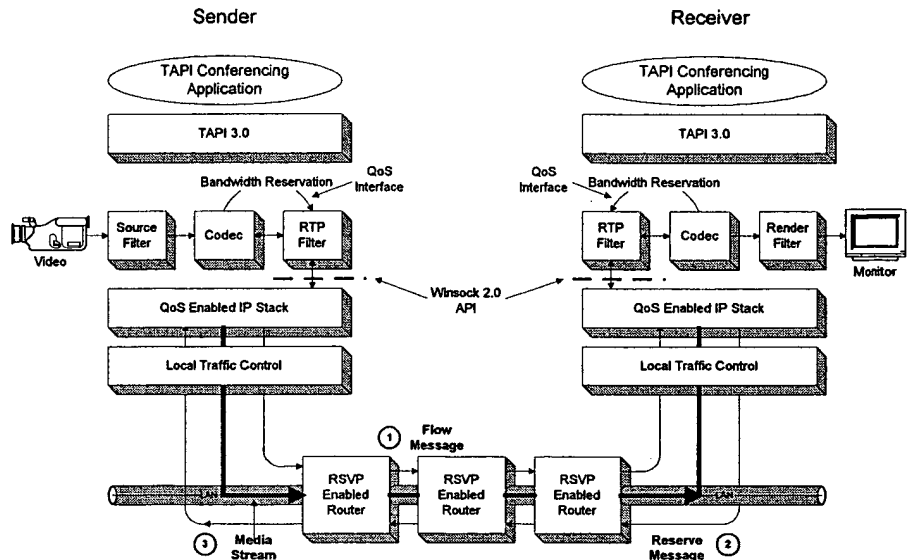 Sender
Receiver
TAPI Conferencing
Application
TAPI Conferencing
Application
TAPI 3.0
TAPI 3.0
Bandwidth Reservation
QoS
Interface
QoS
Interface
Bandwidth Reservation
Video
Source
Filter
Codec
RTP
Filter
RTP
Filter
Codec
Render
Filter
Monitor
Winsock 2.0
API
QoS Enabled IP Stack
QoS Enabled IP Stack
Local Traffic Control
Local Traffic Control
1
Flow
Message
LAN
RSVP
Enabled
Router
RSVP
Enabled
Router
RSVP
Enabled
Router
LAN
3
Media
Stream
Reserve
Message
2